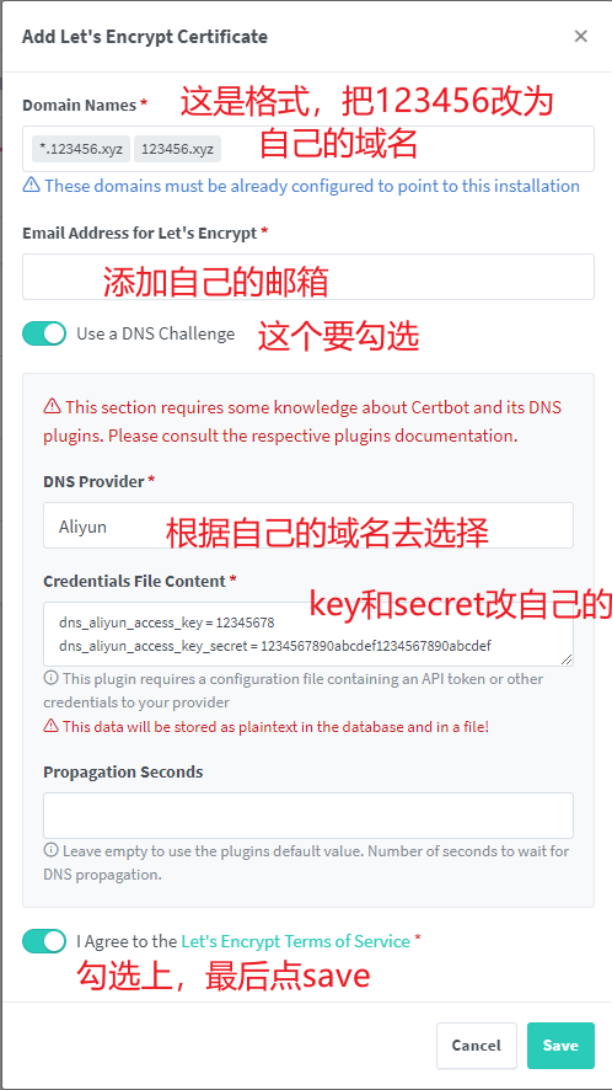 Add Let's Encrypt Certificate ×
Domain Names * 这是格式，把123456改为
*.123456.xyz 123456.xyz 自己的域名
These domains must be already configured to point to this installation
Email Address for Let's Encrypt *
添加自己的邮箱
Use a DNS Challenge 这个要勾选
This section requires some knowledge about Certbot and its DNS
plugins. Please consult the respective plugins documentation.
DNS Provider *
Aliyun 根据自己的域名去选择
Credentials File Content *
key和secret改自己的
dns_aliyun_access_key = 12345678
dns_aliyun_access_key_secret = 1234567890abcdef1234567890abcdef
This plugin requires a configuration file containing an API token or other
credentials to your provider
This data will be stored as plaintext in the database and in a file!
Propagation Seconds
Leave empty to use the plugins default value. Number of seconds to wait for
DNS propagation.
I Agree to the Let's Encrypt Terms of Service *
勾选上，最后点save
Cancel Save